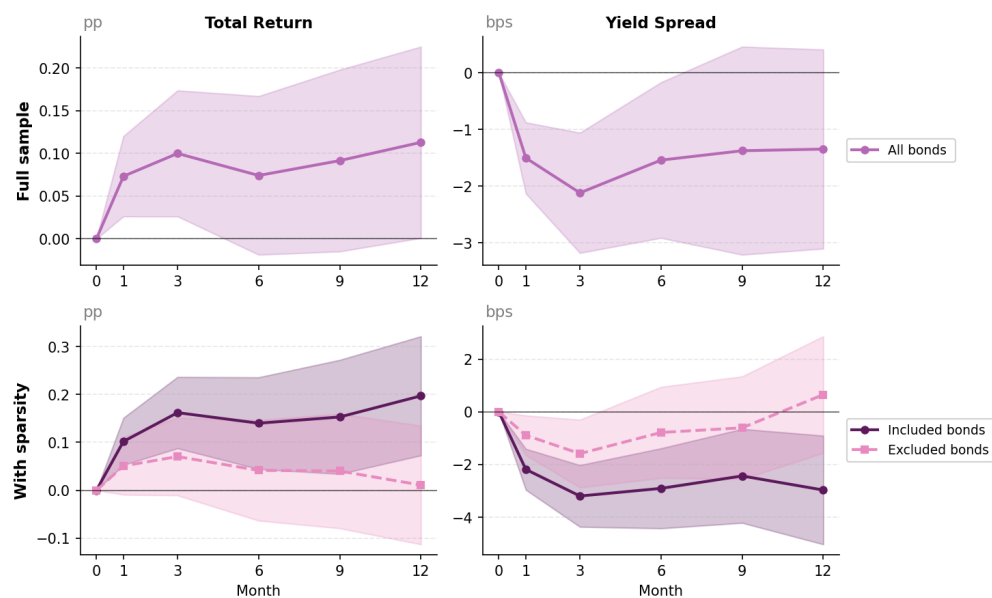 Total Return
Yield Spread
pp
bps
Full sample
0.20
0.15
0.10
0.05
0.00
0
−1
−2
−3
0 1 3 6 9 12
0 1 3 6 9 12
All bonds
pp
bps
With sparsity
0.3
0.2
0.1
0.0
−0.1
2
0
−2
−4
0 1 3 6 9 12
0 1 3 6 9 12
Month
Month
Included bonds
Excluded bonds